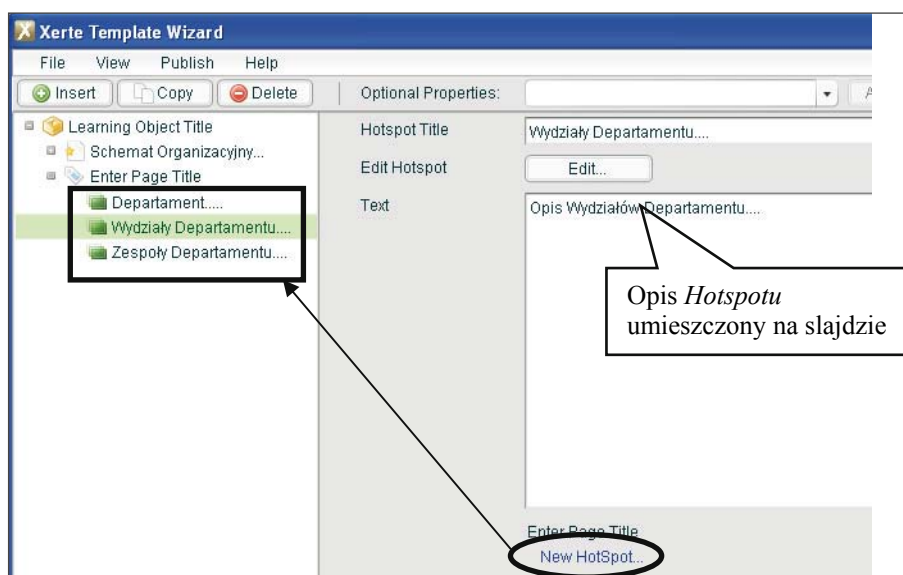 Xerte Template Wizard
File View Publish Help
Insert Copy Delete Optional Properties:
Learning Object Title
Schemat Organizacyjny...
Enter Page Title
Departament.....
Wydziały Departamentu....
Zespoły Departamentu....
Hotspot Title Wydziały Departamentu....
Edit Hotspot Edit...
Text Opis Wydziałów Departamentu....
Opis Hotspotu
umieszczony na slajdzie
Enter Page Title
New HotSpot...